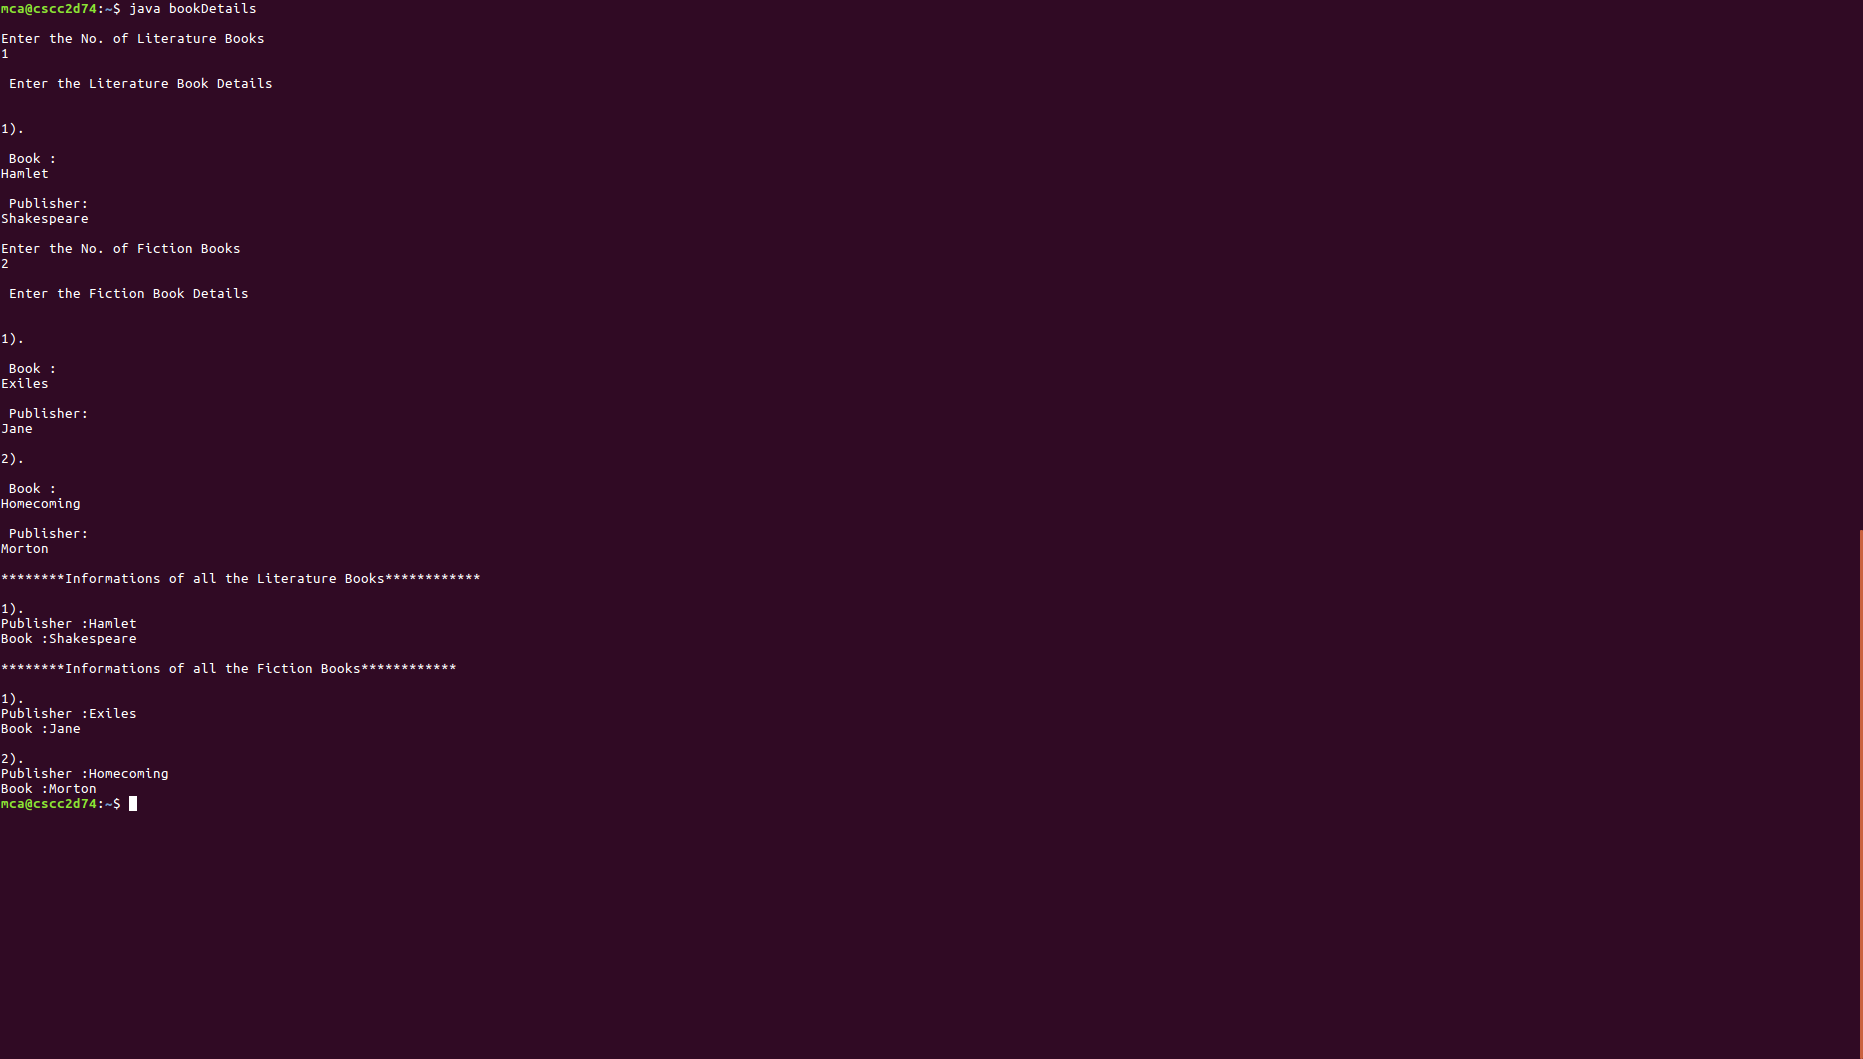 mca@cscc2d74:~$ java bookDetails
Enter the No. of Literature Books
1
Enter the Literature Book Details
1).
Book :
Hamlet
Publisher:
Shakespeare
Enter the No. of Fiction Books
2
Enter the Fiction Book Details
1).
Book :
Exiles
Publisher:
Jane
2).
Book :
Homecoming
Publisher:
Morton
********Informations of all the Literature Books************
1).
Publisher :Hamlet
Book :Shakespeare
********Informations of all the Fiction Books************
1).
Publisher :Exiles
Book :Jane
2).
Publisher :Homecoming
Book :Morton
mca@cscc2d74:~$